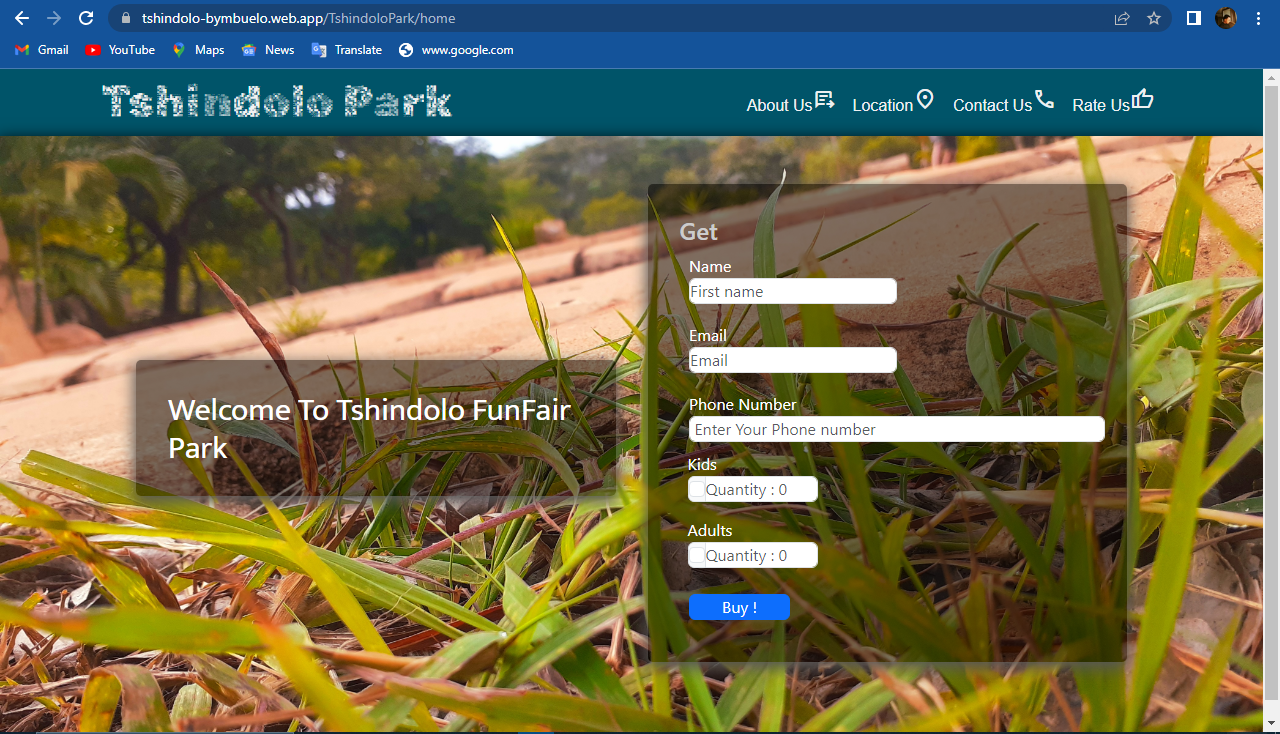 tshindolo-bymbuelo.web.app/TshindoloPark/home
Gmail YouTube Maps News Translate www.google.com
Tshindolo Park About Us Location Contact Us Rate Us
Get
Name
First name
Email
Email
Welcome To Tshindolo FunFair
Park
Phone Number
Enter Your Phone number
Kids
Quantity : 0
Adults
Quantity : 0
Buy !